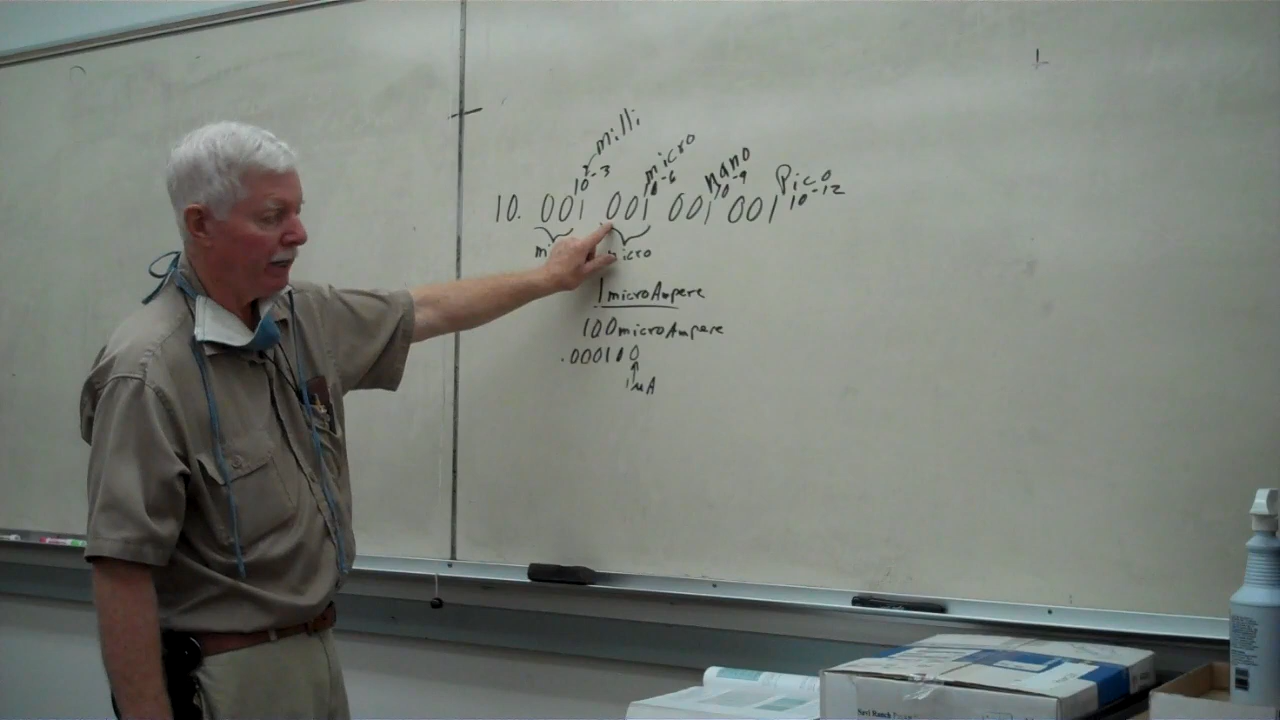 milli
micro
nano
Pico
10-3
10-6
10-9
10-12
10. 001 001 001 001
micro
1 microAmpere
100 microAmpere
.000100
1µA